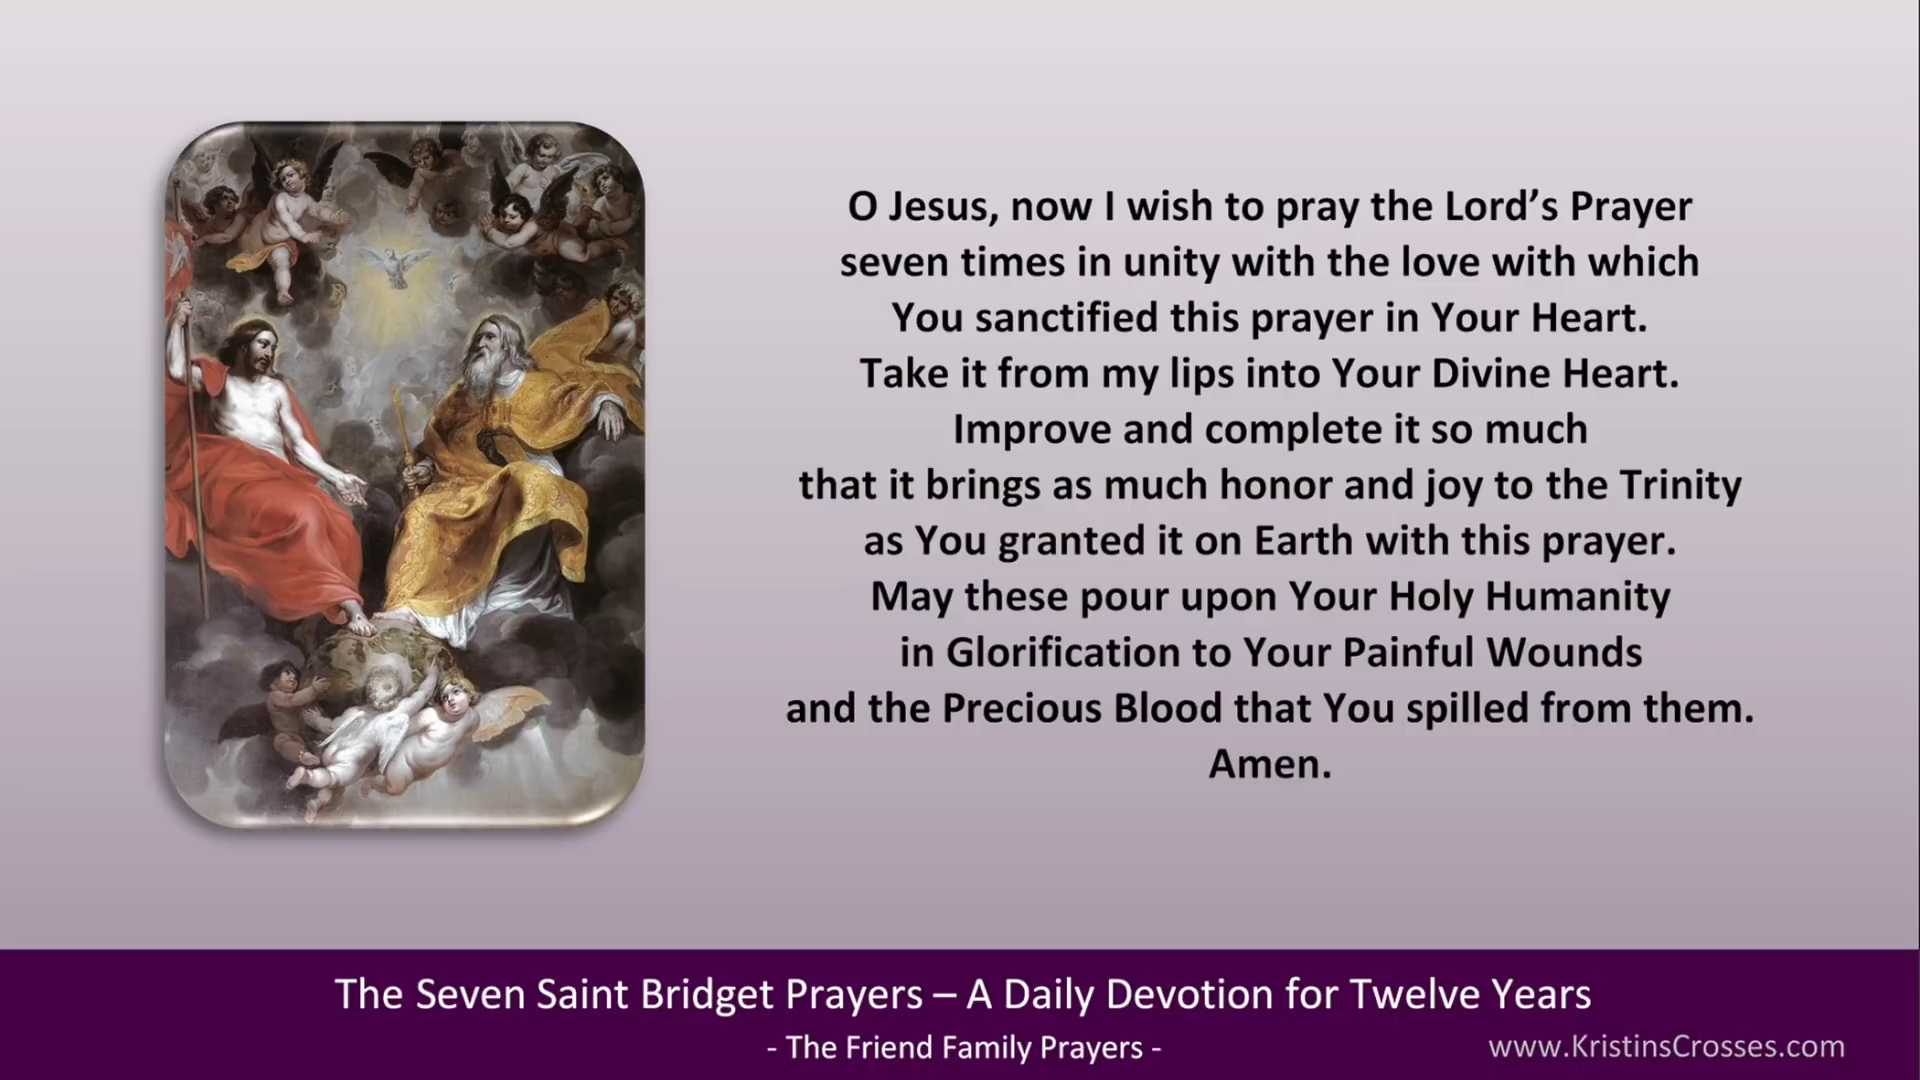 O Jesus, now I wish to pray the Lord’s Prayer
seven times in unity with the love with which
You sanctified this prayer in Your Heart.
Take it from my lips into Your Divine Heart.
Improve and complete it so much
that it brings as much honor and joy to the Trinity
as You granted it on Earth with this prayer.
May these pour upon Your Holy Humanity
in Glorification to Your Painful Wounds
and the Precious Blood that You spilled from them.
Amen.
The Seven Saint Bridget Prayers – A Daily Devotion for Twelve Years
- The Friend Family Prayers -
www.KristinsCrosses.com